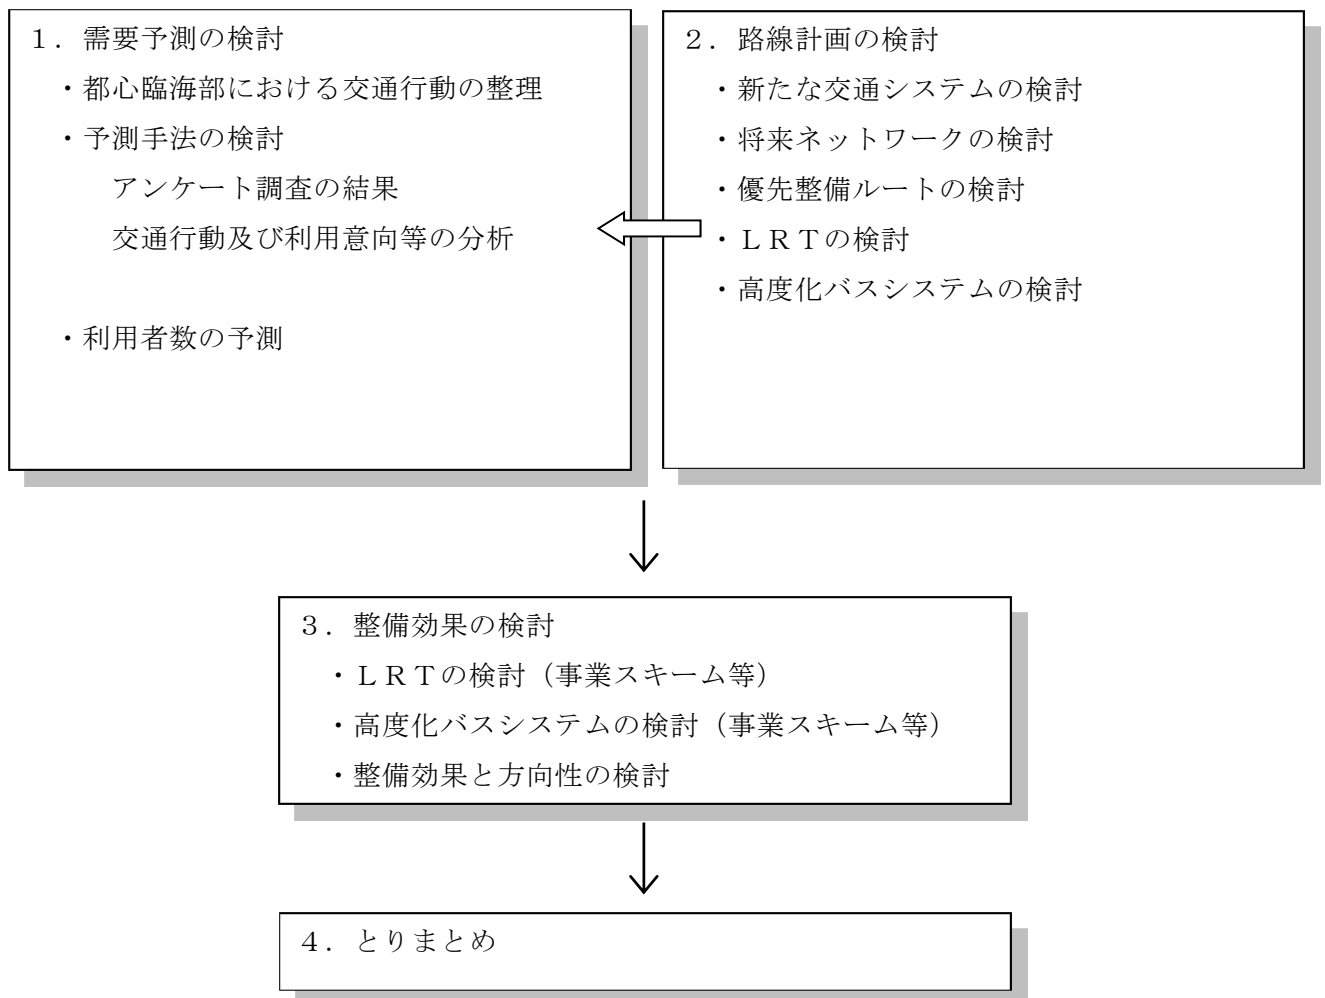 １．需要予測の検討
・都心臨海部における交通行動の整理
・予測手法の検討
アンケート調査の結果
交通行動及び利用意向等の分析
・利用者数の予測
２．路線計画の検討
・新たな交通システムの検討
・将来ネットワークの検討
・優先整備ルートの検討
・ＬＲＴの検討
・高度化バスシステムの検討
３．整備効果の検討
・ＬＲＴの検討（事業スキーム等）
・高度化バスシステムの検討（事業スキーム等）
・整備効果と方向性の検討
４．とりまとめ